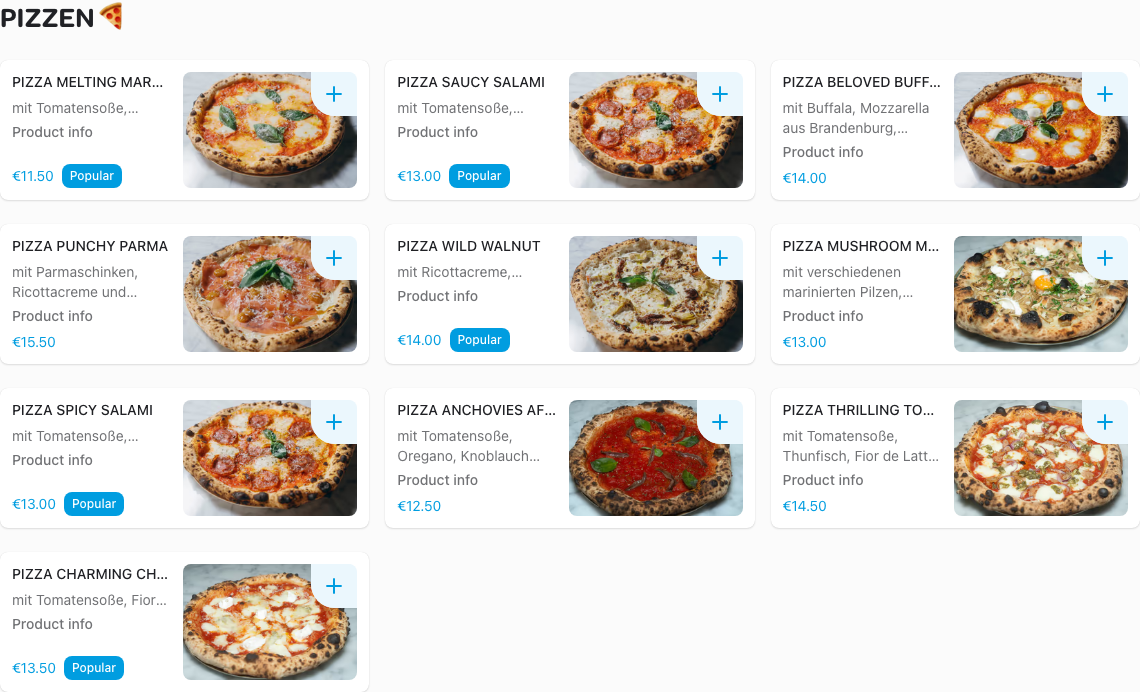 PIZZEN
PIZZA MELTING MAR...
mit Tomatensoße,...
Product info
€11.50 Popular
PIZZA SAUCY SALAMI
mit Tomatensoße,...
Product info
€13.00 Popular
PIZZA BELOVED BUFF...
mit Buffala, Mozzarella
aus Brandenburg,...
Product info
€14.00
PIZZA PUNCHY PARMA
mit Parmaschinken,
Ricottacreme und...
Product info
€15.50
PIZZA WILD WALNUT
mit Ricottacreme,...
Product info
€14.00 Popular
PIZZA MUSHROOM M...
mit verschiedenen
marinierten Pilzen,...
Product info
€13.00
PIZZA SPICY SALAMI
mit Tomatensoße,...
Product info
€13.00 Popular
PIZZA ANCHOVIES AF...
mit Tomatensoße,
Oregano, Knoblauch...
Product info
€12.50
PIZZA THRILLING TO...
mit Tomatensoße,
Thunfisch, Fior de Latt...
Product info
€14.50
PIZZA CHARMING CH...
mit Tomatensoße, Fior...
Product info
€13.50 Popular